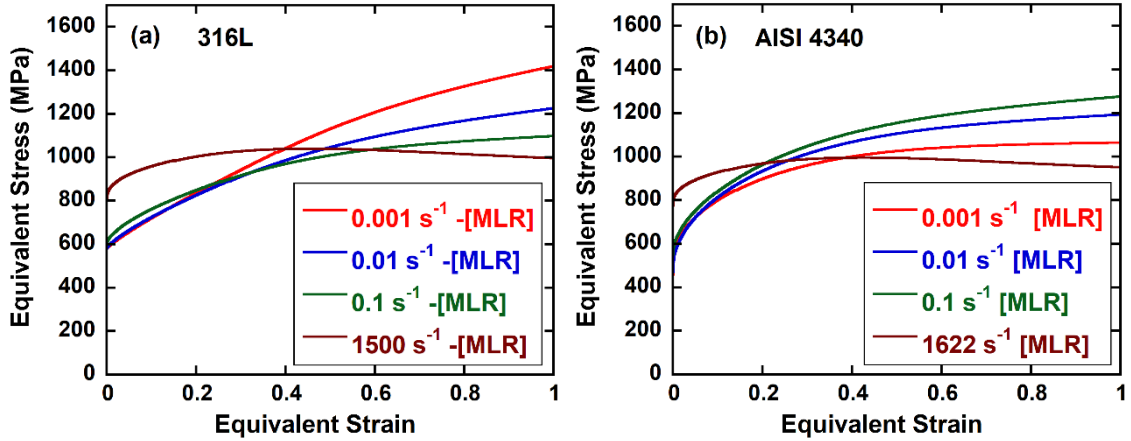 (a) 316L
Equivalent Stress (MPa)
1600
1400
1200
1000
800
600
400
200
0
0.001 s⁻¹ -[MLR]
0.01 s⁻¹ -[MLR]
0.1 s⁻¹ -[MLR]
1500 s⁻¹ -[MLR]
0 0.2 0.4 0.6 0.8 1
Equivalent Strain
(b) AISI 4340
Equivalent Stress (MPa)
1600
1400
1200
1000
800
600
400
200
0
0.001 s⁻¹ [MLR]
0.01 s⁻¹ [MLR]
0.1 s⁻¹ [MLR]
1622 s⁻¹ [MLR]
0 0.2 0.4 0.6 0.8 1
Equivalent Strain